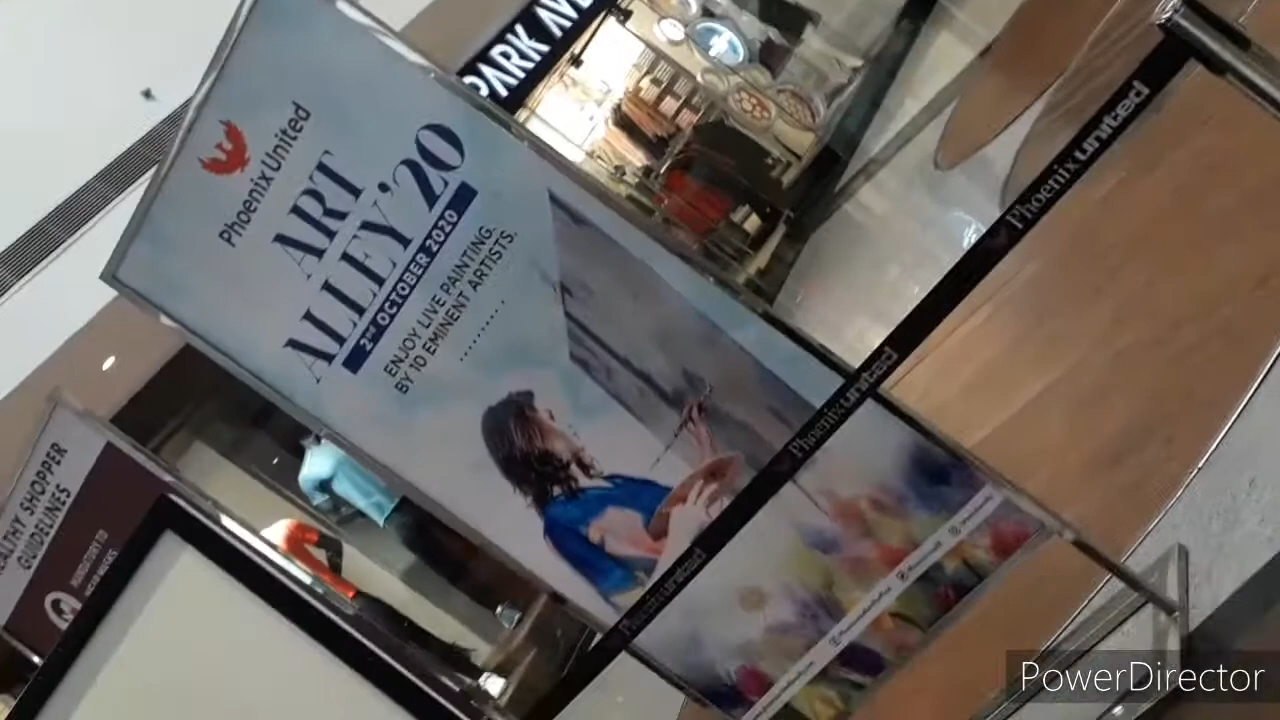 PARK AVE
Phoenix United
ART
ALLEY'20
2nd OCTOBER 2020
ENJOY LIVE PAINTING.
BY 10 EMINENT ARTISTS.
..........
Phoenix united
Phoenix united
Phoenix united
SHOPPER
GUIDELINES
PowerDirector